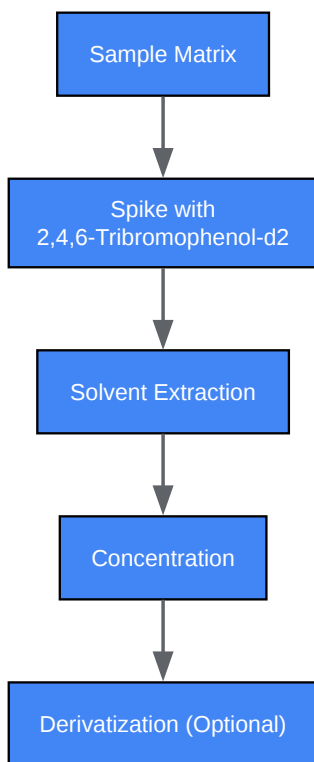 Sample Matrix
Spike with
2,4,6-Tribromophenol-d2
Solvent Extraction
Concentration
Derivatization (Optional)